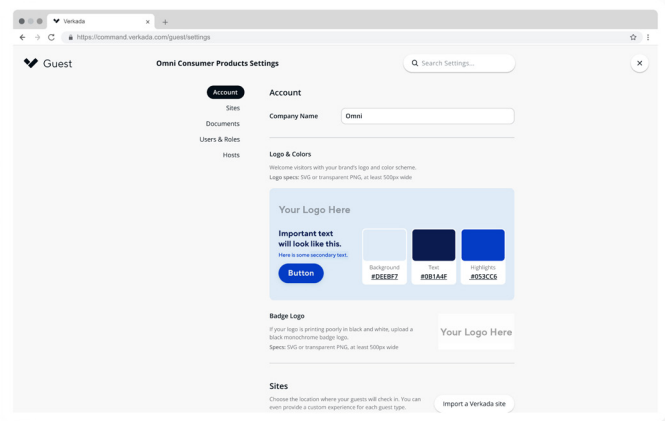 Verkada
https://command.verkada.com/guest/settings
Guest
Omni Consumer Products Settings
Search Settings...
Account
Sites
Documents
Users & Roles
Hosts
Account
Company Name
Omni
Logo & Colors
Welcome visitors with your brand's logo and color scheme.
Logo specs: SVG or transparent PNG, at least 500px wide
Your Logo Here
Important text
will look like this.
Here is some secondary text.
Button
Background
#DEEBF7
Text
#0B1A4F
Highlights
#053CC6
Badge Logo
If your logo is printing poorly in black and white, upload a
black monochrome badge logo.
Specs: SVG or transparent PNG, at least 500px wide
Your Logo Here
Sites
Choose the location where your guests will check in. You can
even provide a custom experience for each guest type.
Import a Verkada site